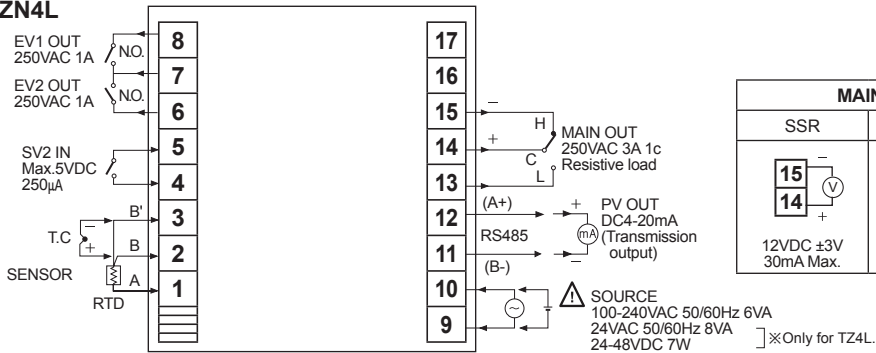 ZN4L
EV1 OUT
250VAC 1A
N.O.
EV2 OUT
250VAC 1A
N.O.
SV2 IN
Max.5VDC
250μA
B'
T.C
−
+
B
SENSOR
A
RTD
8
7
6
5
4
3
2
1
17
16
15
14
13
12
11
10
9
−
H
+
C
L
MAIN OUT
250VAC 3A 1c
Resistive load
(A+)
RS485
(B-)
+
mA
−
PV OUT
DC4-20mA
(Transmission
output)
SOURCE
100-240VAC 50/60Hz 6VA
24VAC 50/60Hz 8VA
24-48VDC 7W
※Only for TZ4L.
MAIN
SSR
15
14
−
V
+
12VDC ±3V
30mA Max.